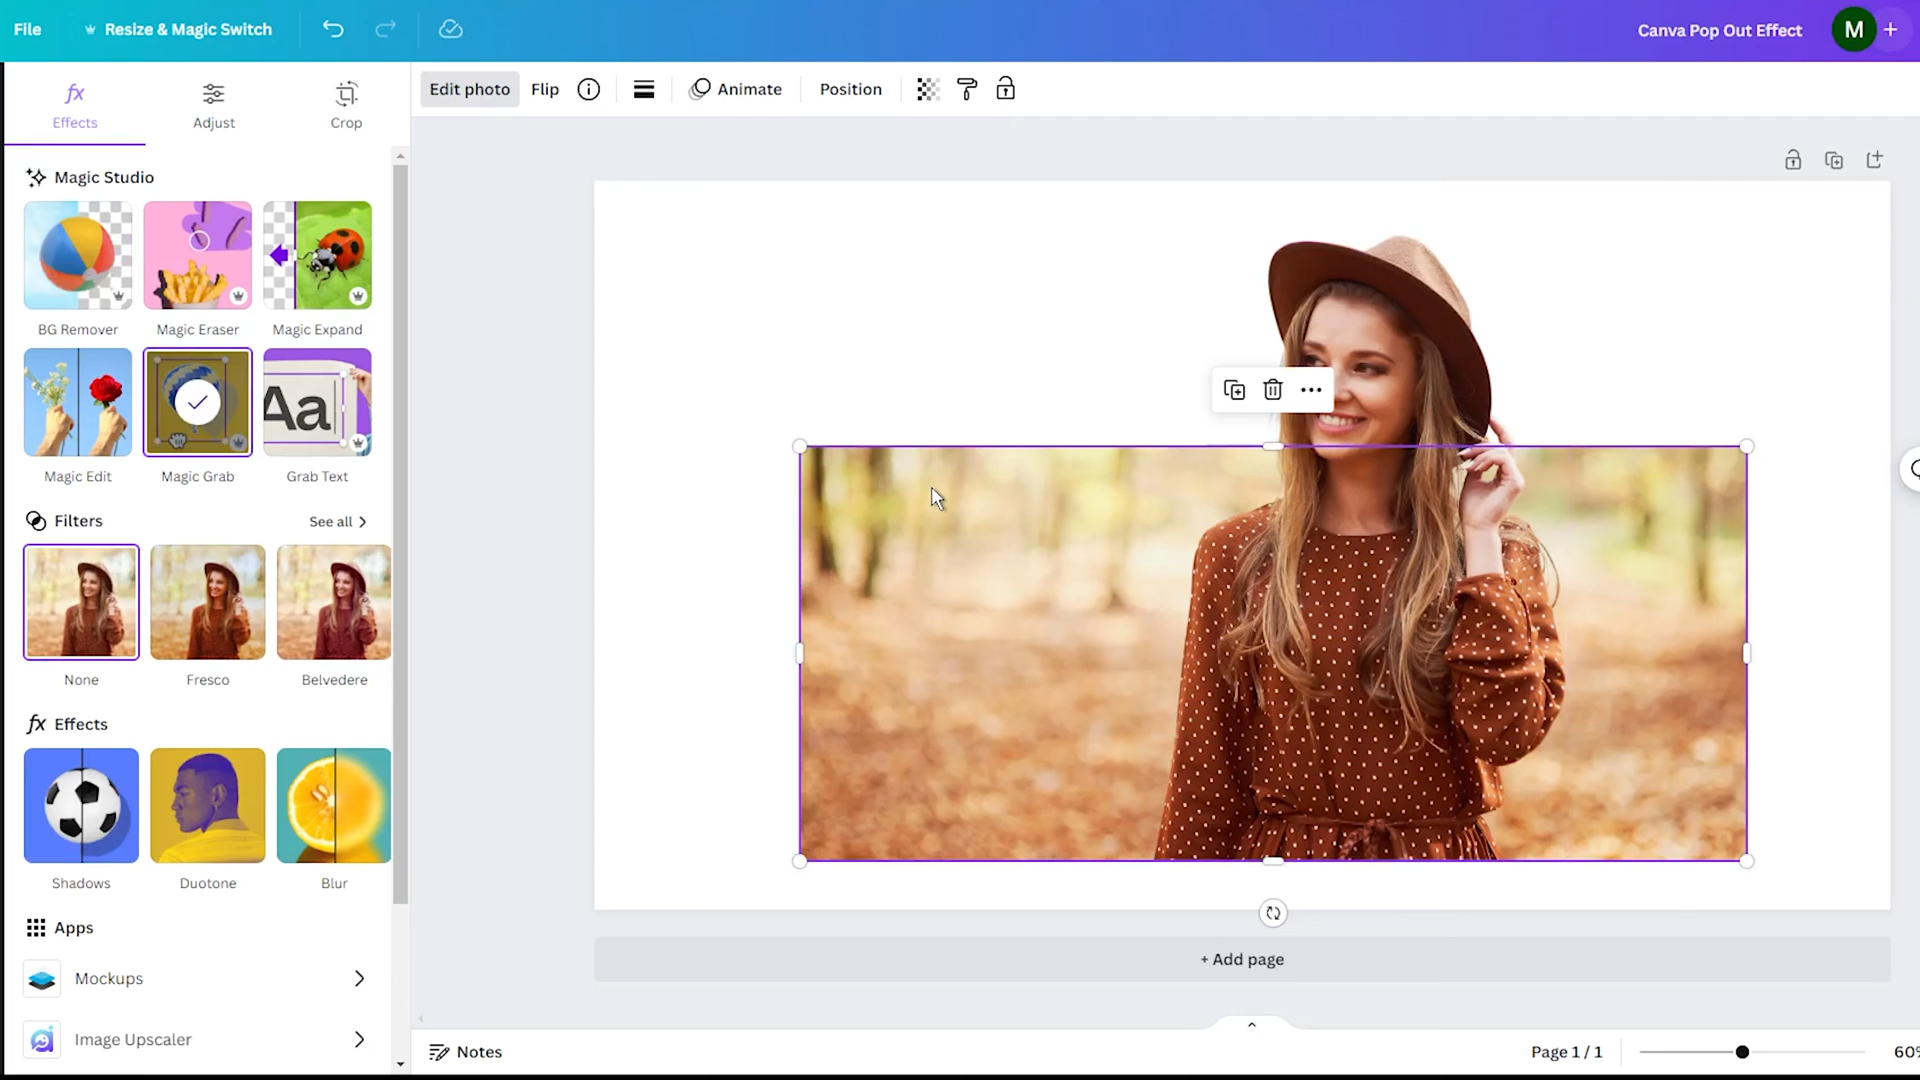 File
Resize & Magic Switch
Canva Pop Out Effect
M
+
Effects
Adjust
Crop
Edit photo
Flip
Animate
Position
Magic Studio
BG Remover
Magic Eraser
Magic Expand
Aa
Magic Edit
Magic Grab
Grab Text
Filters
See all
None
Fresco
Belvedere
fx Effects
Shadows
Duotone
Blur
Apps
Mockups
Image Upscaler
+ Add page
Notes
Page 1 / 1
60%